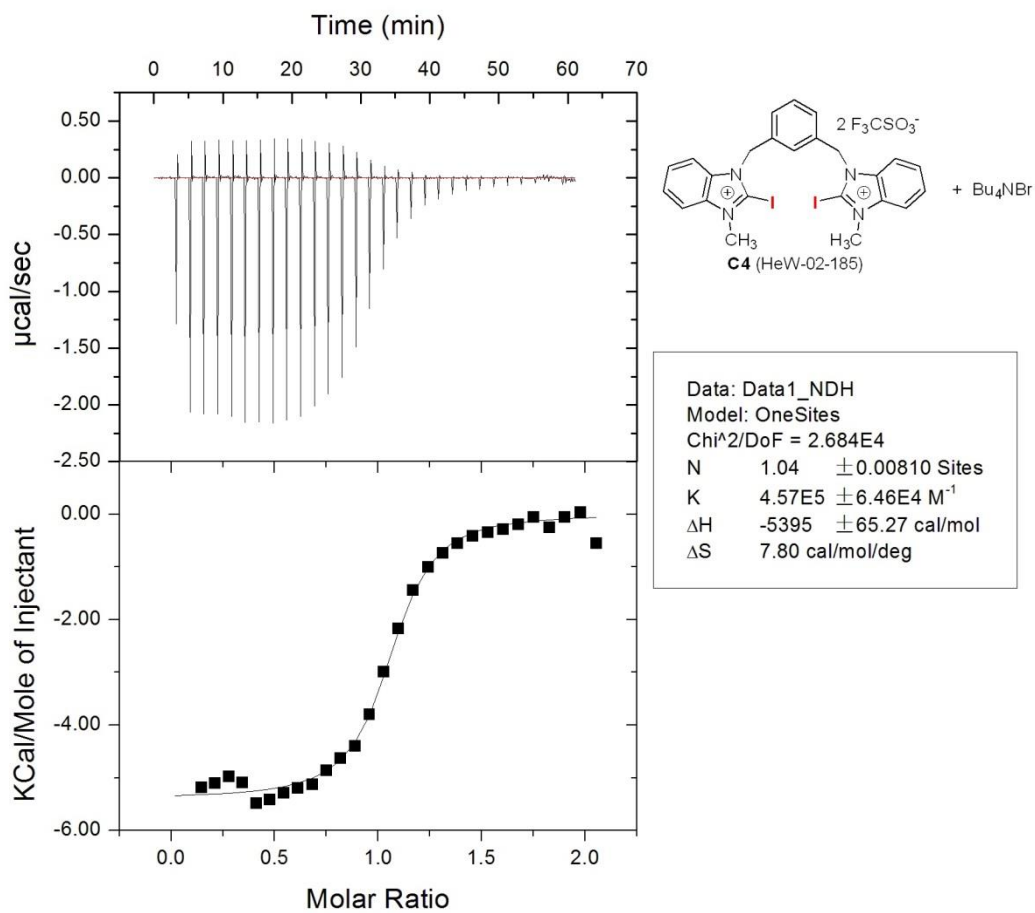 Time (min)
0 10 20 30 40 50 60 70
0.50
0.00
-0.50
-1.00
-1.50
-2.00
-2.50
µcal/sec
2 F₃CSO₃⁻
N N
+ I I + + Bu₄NBr
N N
CH₃ H₃C
C4 (HeW-02-185)
Data: Data1_NDH
Model: OneSites
Chi^2/DoF = 2.684E4
N 1.04 ±0.00810 Sites
K 4.57E5 ±6.46E4 M⁻¹
ΔH -5395 ±65.27 cal/mol
ΔS 7.80 cal/mol/deg
0.00
-2.00
-4.00
-6.00
KCal/Mole of Injectant
0.0 0.5 1.0 1.5 2.0
Molar Ratio